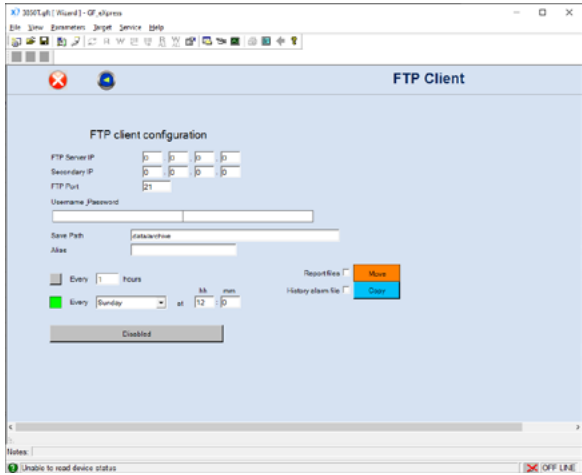 3050T.gft [ Wizard ] - GF_eXpress
File View Parameters Target Service Help
FTP Client
FTP client configuration
FTP Server IP 0 . 0 . 0 . 0
Secondary IP 0 . 0 . 0 . 0
FTP Port 21
Username Password
Save Path /data/archive
Alias
Every 1 hours
Report files Move
hh mm
History alarm file Copy
Every Sunday at 12 : 0
Disabled
Notes:
Unable to read device status
OFF LINE